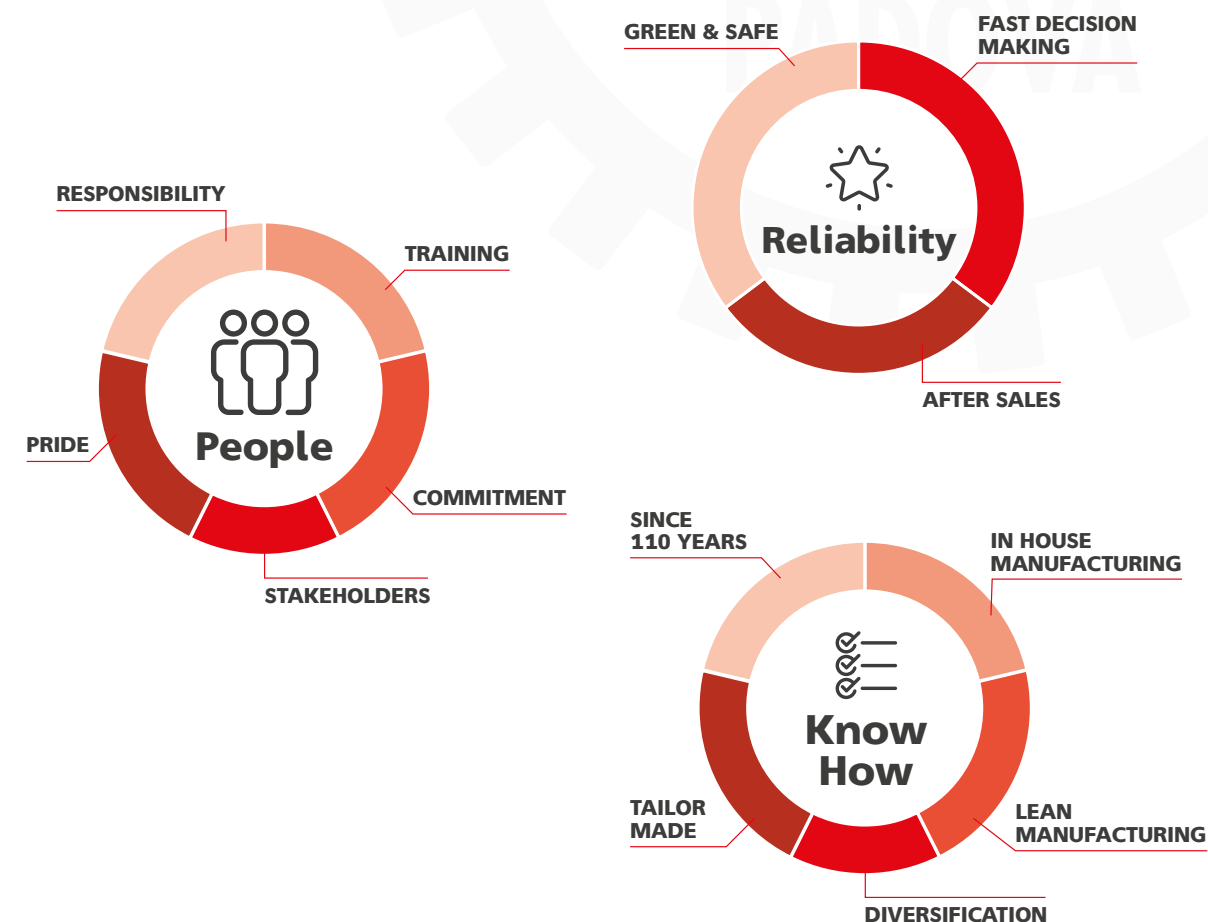 PADOVA
GREEN & SAFE
FAST DECISION
MAKING
Reliability
AFTER SALES
RESPONSIBILITY
TRAINING
People
PRIDE
COMMITMENT
STAKEHOLDERS
SINCE
110 YEARS
IN HOUSE
MANUFACTURING
Know
How
TAILOR
MADE
LEAN
MANUFACTURING
DIVERSIFICATION